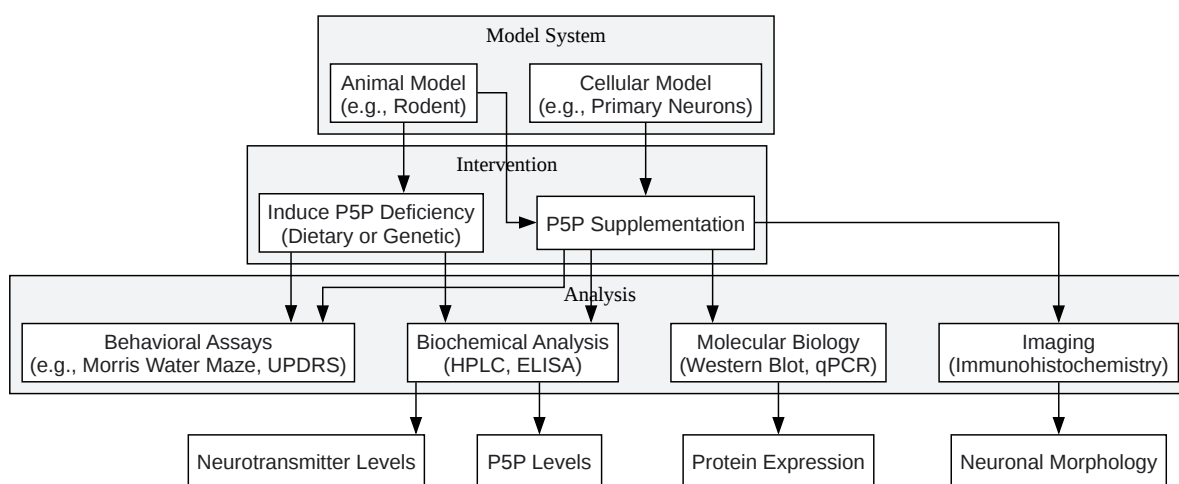 Model System
Animal Model
(e.g., Rodent)
Cellular Model
(e.g., Primary Neurons)
Intervention
Induce P5P Deficiency
(Dietary or Genetic)
P5P Supplementation
Analysis
Behavioral Assays
(e.g., Morris Water Maze, UPDRS)
Biochemical Analysis
(HPLC, ELISA)
Molecular Biology
(Western Blot, qPCR)
Imaging
(Immunohistochemistry)
Neurotransmitter Levels
P5P Levels
Protein Expression
Neuronal Morphology